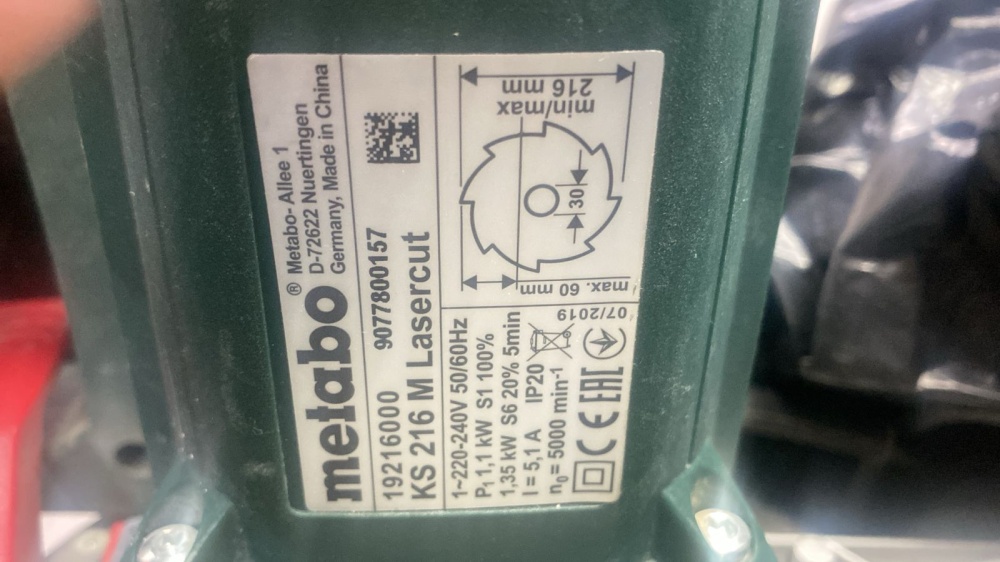 metabo®
Metabo- Allee 1
D-72622 Nuertingen
Germany, Made in China
19216000 9077800157
KS 216 M Lasercut
1~220-240V 50/60Hz
P₁ 1,1 kW S1 100%
1,35 kW S6 20% 5min
I = 5,1 A IP20
n₀ = 5000 min-1
CE EAC
07/2019
max. 60 mm
30
min/max
216 mm